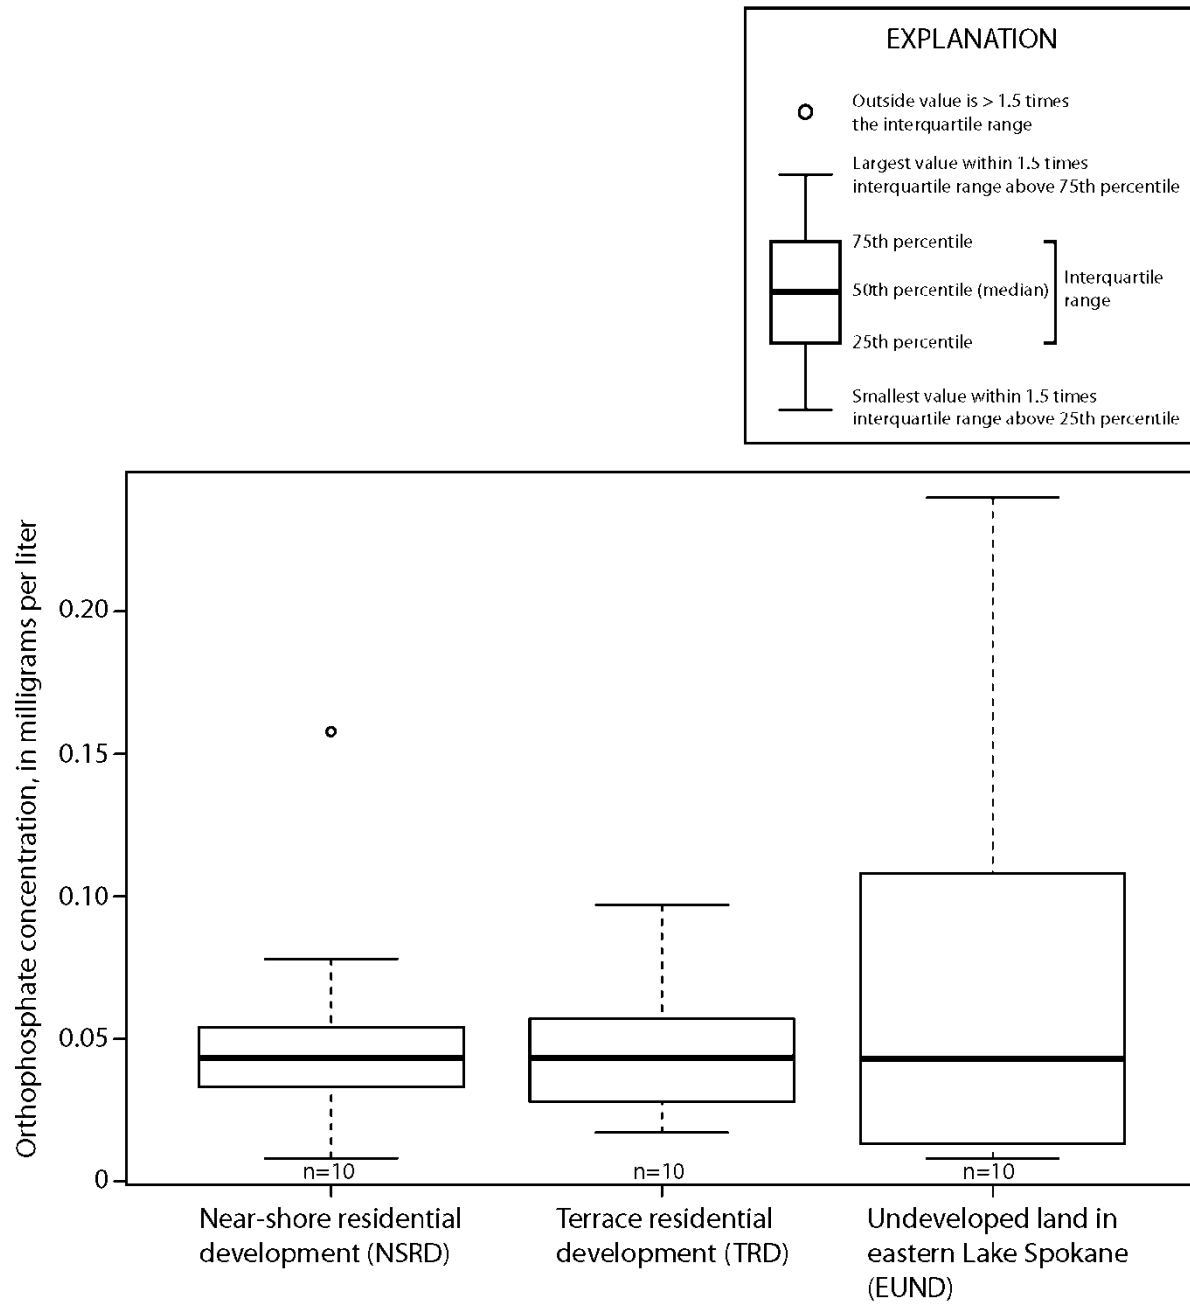 EXPLANATION
Outside value is > 1.5 times
the interquartile range
Largest value within 1.5 times
interquartile range above 75th percentile
75th percentile
50th percentile (median)
Interquartile
range
25th percentile
Smallest value within 1.5 times
interquartile range above 25th percentile
Orthophosphate concentration, in milligrams per liter
0.20
0.15
0.10
0.05
0
n=10
n=10
n=10
Near-shore residential
development (NSRD)
Terrace residential
development (TRD)
Undeveloped land in
eastern Lake Spokane
(EUND)